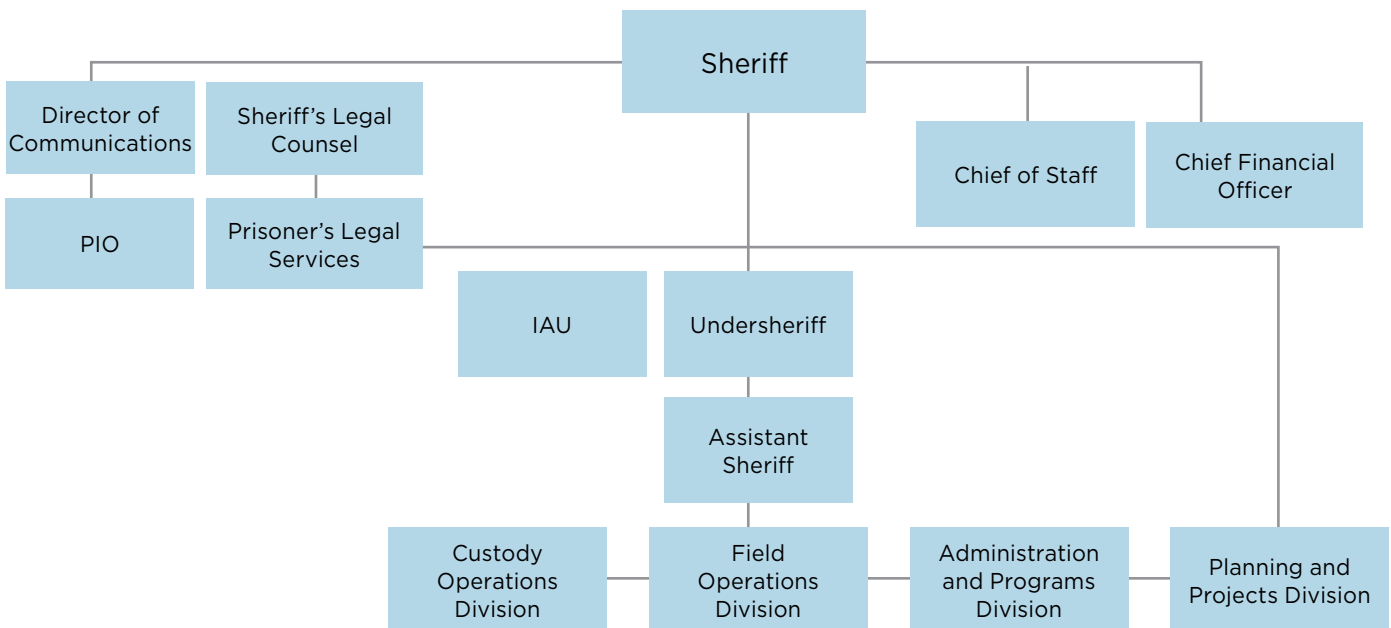 Sheriff
Director of
Communications
Sheriff’s Legal
Counsel
Chief of Staff
Chief Financial
Officer
PIO
Prisoner’s Legal
Services
IAU
Undersheriff
Assistant
Sheriff
Custody
Operations
Division
Field
Operations
Division
Administration
and Programs
Division
Planning and
Projects Division